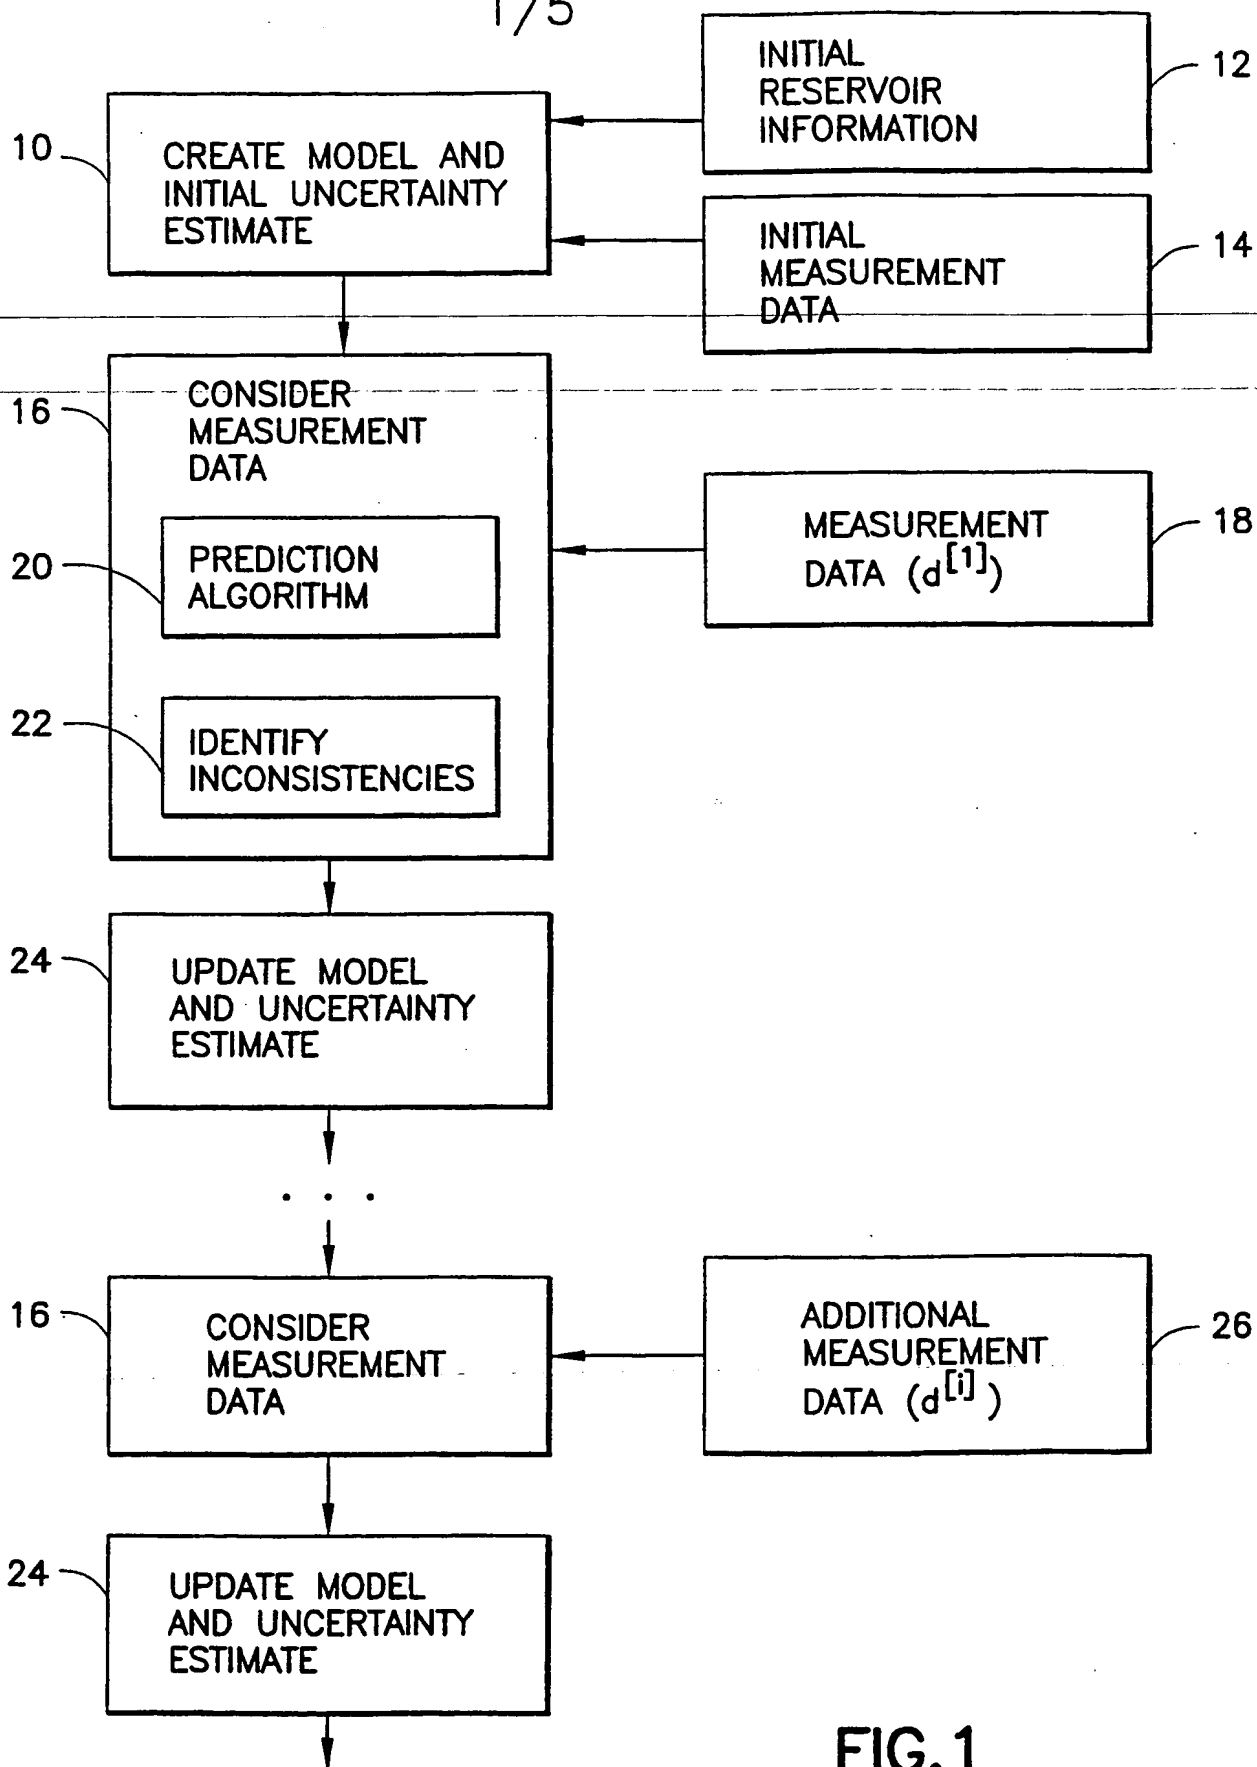 1/5
INITIAL
RESERVOIR
INFORMATION
12
10
CREATE MODEL AND
INITIAL UNCERTAINTY
ESTIMATE
INITIAL
MEASUREMENT
DATA
14
16
CONSIDER
MEASUREMENT
DATA
MEASUREMENT
DATA (d[1])
18
20
PREDICTION
ALGORITHM
22
IDENTIFY
INCONSISTENCIES
24
UPDATE MODEL
AND UNCERTAINTY
ESTIMATE
. . .
16
CONSIDER
MEASUREMENT
DATA
ADDITIONAL
MEASUREMENT
DATA (d[i])
26
24
UPDATE MODEL
AND UNCERTAINTY
ESTIMATE
FIG.1